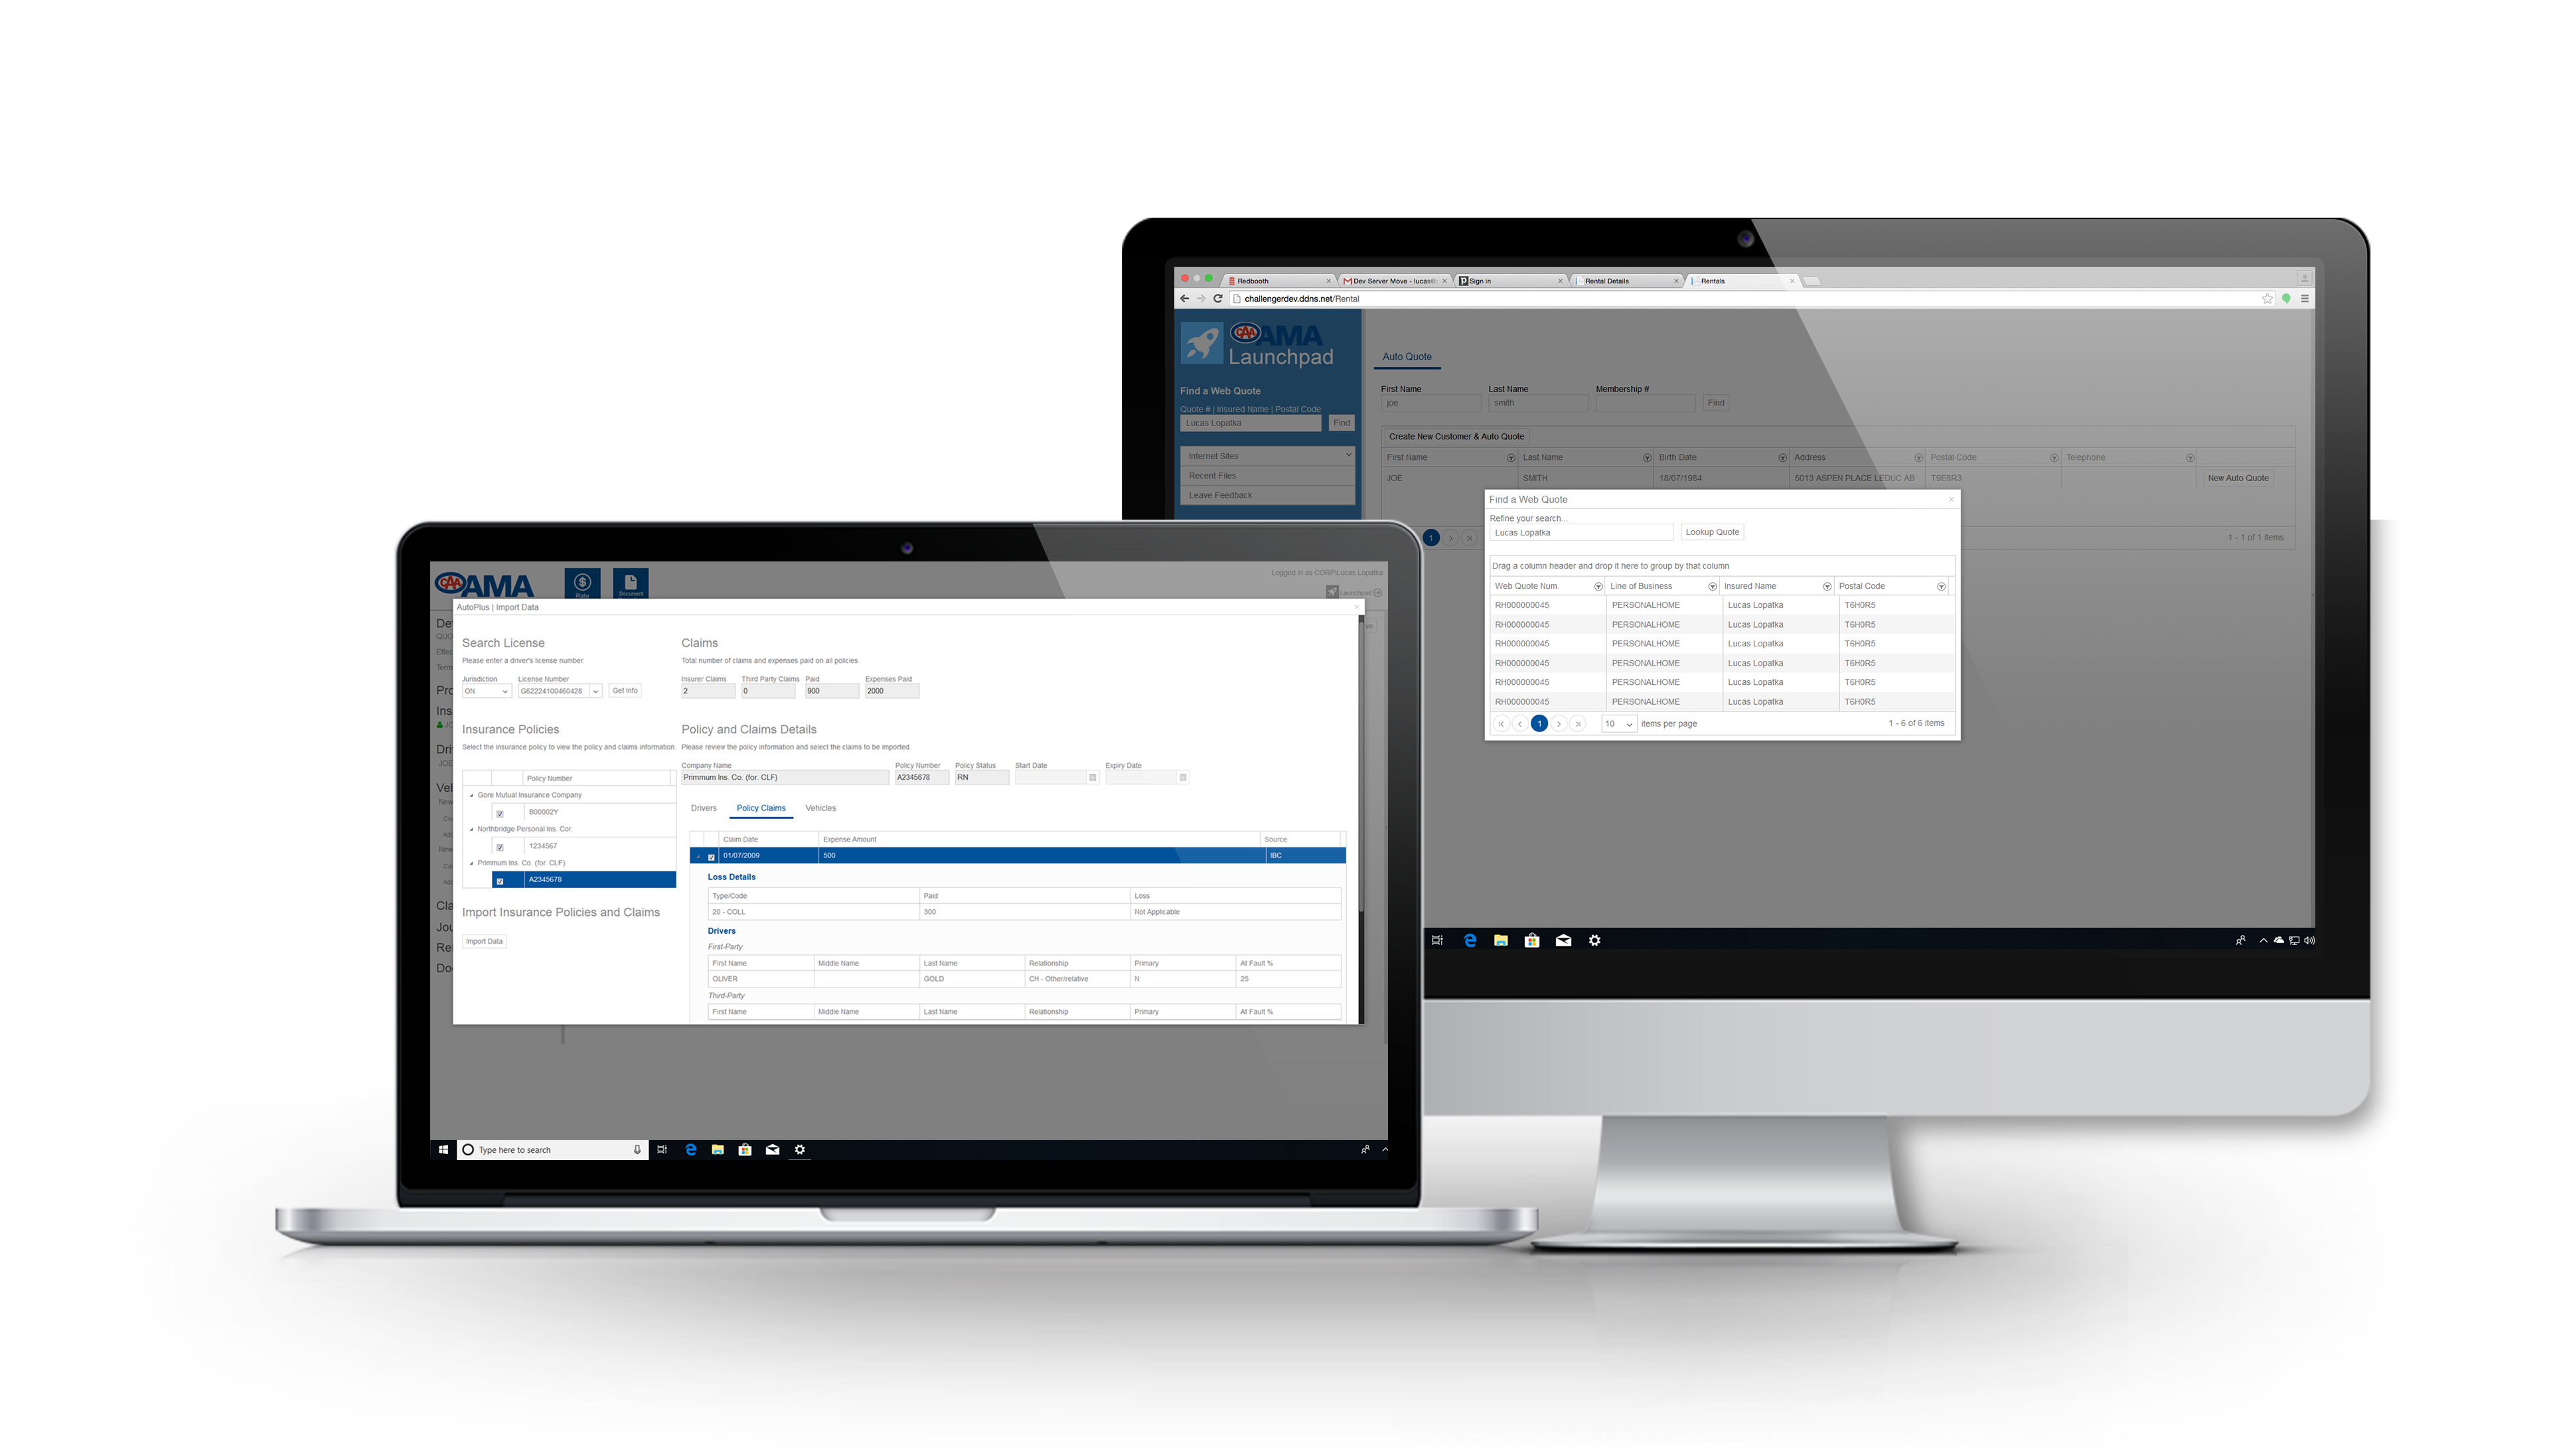 Redbooth
Dev Server Move - lucas@
Sign in
Rental Details
Rentals
challengerdev.ddns.net/Rental
CAA AMA
Launchpad
Find a Web Quote
Quote # | Insured Name | Postal Code
Lucas Lopatka Find
Internet Sites
Recent Files
Leave Feedback
Auto Quote
First Name Last Name Membership #
joe smith Find
Create New Customer & Auto Quote
First Name Last Name Birth Date Address Postal Code Telephone
JOE SMITH 18/07/1984 5013 ASPEN PLACE LEDUC AB T9E8R3 New Auto Quote
1 1 - 1 of 1 items
Find a Web Quote
Refine your search...
Lucas Lopatka Lookup Quote
Drag a column header and drop it here to group by that column
Web Quote Num. Line of Business Insured Name Postal Code
RH000000045 PERSONALHOME Lucas Lopatka T6H0R5
RH000000045 PERSONALHOME Lucas Lopatka T6H0R5
RH000000045 PERSONALHOME Lucas Lopatka T6H0R5
RH000000045 PERSONALHOME Lucas Lopatka T6H0R5
RH000000045 PERSONALHOME Lucas Lopatka T6H0R5
RH000000045 PERSONALHOME Lucas Lopatka T6H0R5
1 10 items per page 1 - 6 of 6 items
CAA AMA Rate Document
Logged in as CORP\Lucas.Lopatka
Launchpad
AutoPlus | Import Data
Search License
Please enter a driver's license number.
Jurisdiction License Number
ON G62224100460428 Get Info
Claims
Total number of claims and expenses paid on all policies.
Insurer Claims Third Party Claims Paid Expenses Paid
2 0 900 2000
Insurance Policies
Select the insurance policy to view the policy and claims information.
Policy Number
Gore Mutual Insurance Company
B00002Y
Northbridge Personal Ins. Cor.
1234567
Primmum Ins. Co. (for. CLF)
A2345678
Import Insurance Policies and Claims
Import Data
Policy and Claims Details
Please review the policy information and select the claims to be imported.
Company Name Policy Number Policy Status Start Date Expiry Date
Primmum Ins. Co. (for. CLF) A2345678 RN
Drivers Policy Claims Vehicles
Claim Date Expense Amount Source
01/07/2009 500 IBC
Loss Details
Type/Code Paid Loss
20 - COLL 300 Not Applicable
Drivers
First-Party
First Name Middle Name Last Name Relationship Primary At Fault %
OLIVER GOLD CH - Other/relative N 25
Third-Party
First Name Middle Name Last Name Relationship Primary At Fault %
Type here to search